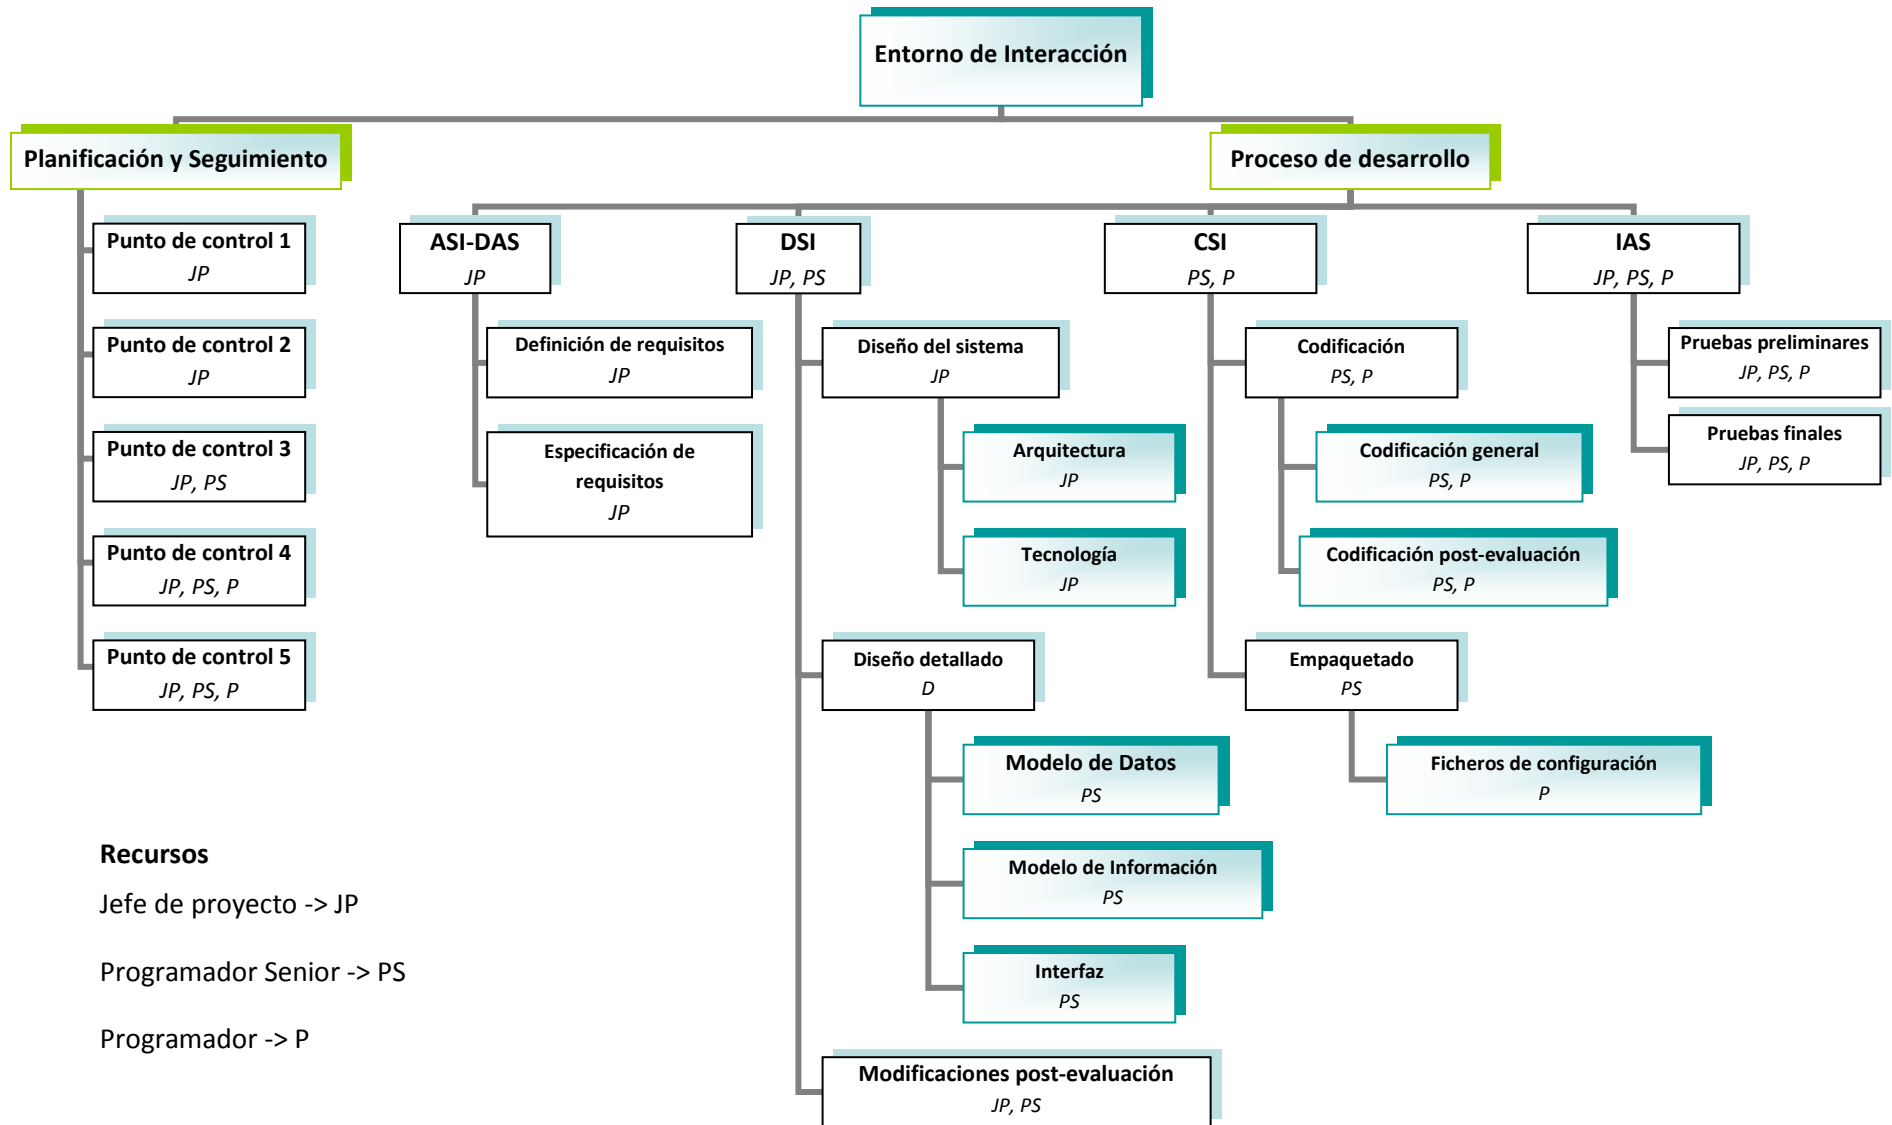 Entorno de Interacción
Planificación y Seguimiento
Proceso de desarrollo
Punto de control 1
JP
Punto de control 2
JP
Punto de control 3
JP, PS
Punto de control 4
JP, PS, P
Punto de control 5
JP, PS, P
ASI-DAS
JP
Definición de requisitos
JP
Especificación de
requisitos
JP
DSI
JP, PS
Diseño del sistema
JP
Arquitectura
JP
Tecnología
JP
Diseño detallado
D
Modelo de Datos
PS
Modelo de Información
PS
Interfaz
PS
Modificaciones post-evaluación
JP, PS
CSI
PS, P
Codificación
PS, P
Codificación general
PS, P
Codificación post-evaluación
PS, P
Empaquetado
PS
Ficheros de configuración
P
IAS
JP, PS, P
Pruebas preliminares
JP, PS, P
Pruebas finales
JP, PS, P
Recursos
Jefe de proyecto -> JP
Programador Senior -> PS
Programador -> P